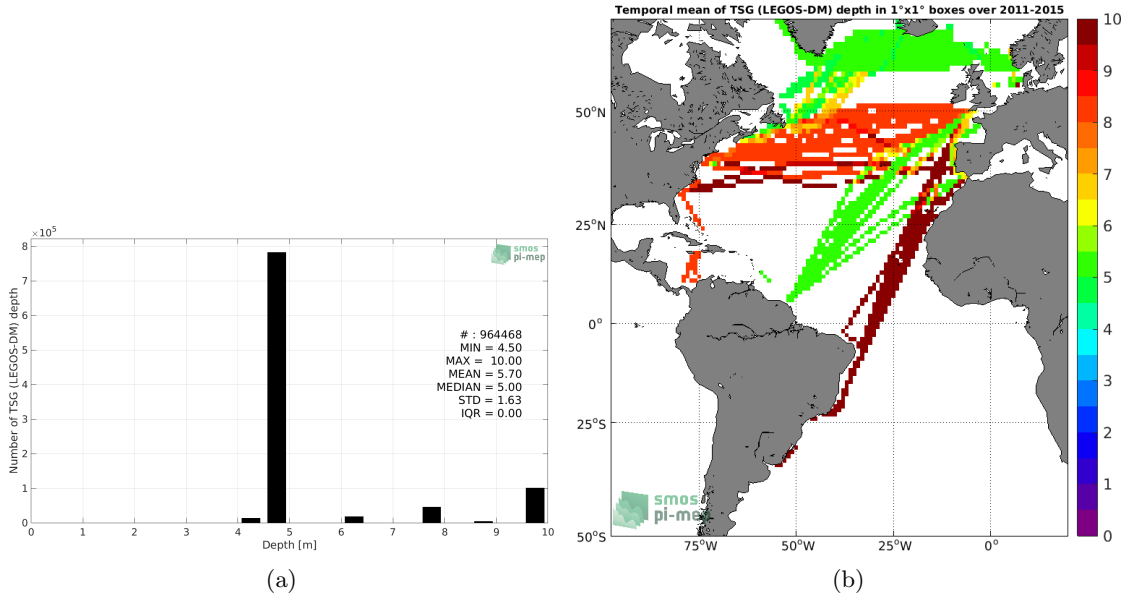 ×10⁵
8
7
6
5
4
3
2
1
0
Number of TSG (LEGOS-DM) depth
0 1 2 3 4 5 6 7 8 9 10
Depth [m]
smos
pi-mep
# : 964468
MIN = 4.50
MAX = 10.00
MEAN = 5.70
MEDIAN = 5.00
STD = 1.63
IQR = 0.00
(a)
Temporal mean of TSG (LEGOS-DM) depth in 1°x1° boxes over 2011-2015
50°N
25°N
0°
25°S
50°S
75°W 50°W 25°W 0°
smos
pi-mep
10
9
8
7
6
5
4
3
2
1
0
(b)